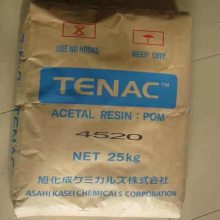 USE NO HOOKS
KEEP DRY
TENAC™
ACETAL RESIN : POM
4520
NET 25kg
旭化成ケミカルズ株式会社
ASAHI KASEI CHEMICALS CORPORATION